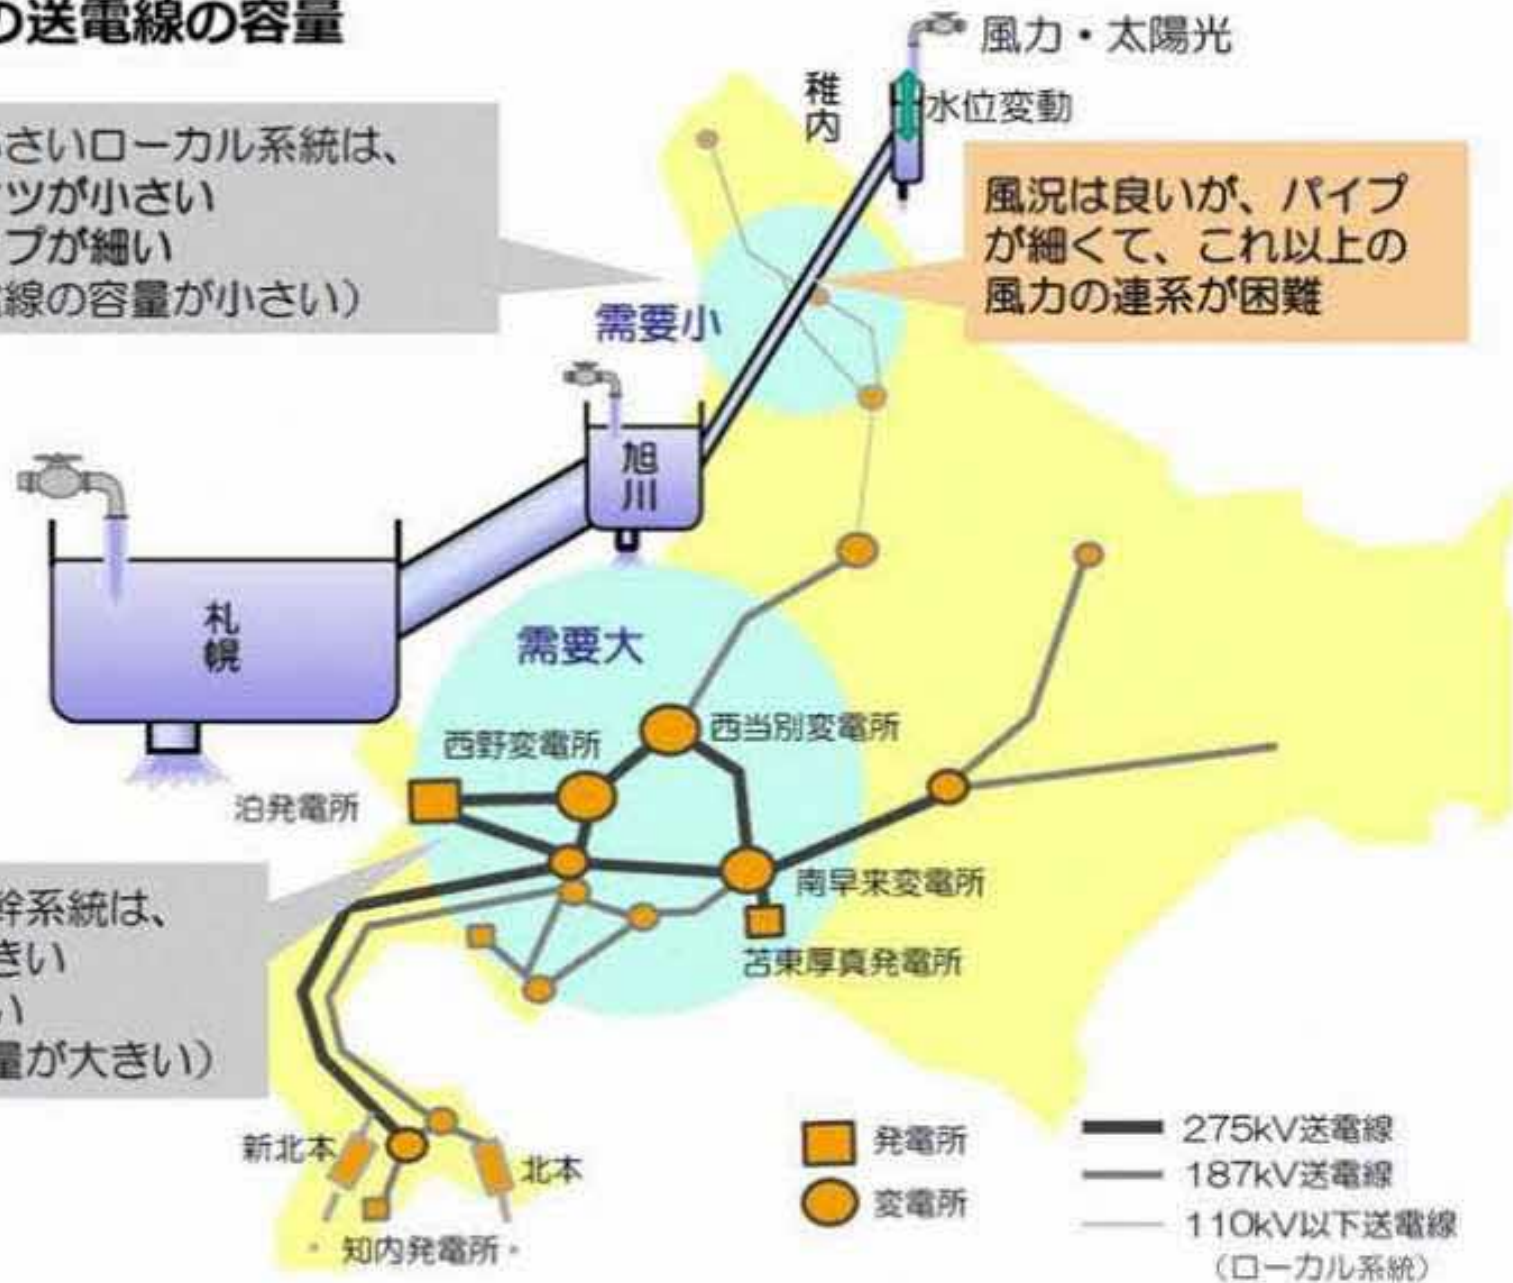 の送電線の容量
風力・太陽光
稚内
水位変動
さいローカル系統は、
ツが小さい
プが細い
線の容量が小さい）
風況は良いが、パイプ
が細くて、これ以上の
風力の連系が困難
需要小
旭川
札幌
需要大
西野変電所
西当別変電所
泊発電所
南早来変電所
苫東厚真発電所
幹系統は、
きい
い
量が大きい）
新北本
北本
知内発電所
発電所
変電所
275kV送電線
187kV送電線
110kV以下送電線
（ローカル系統）